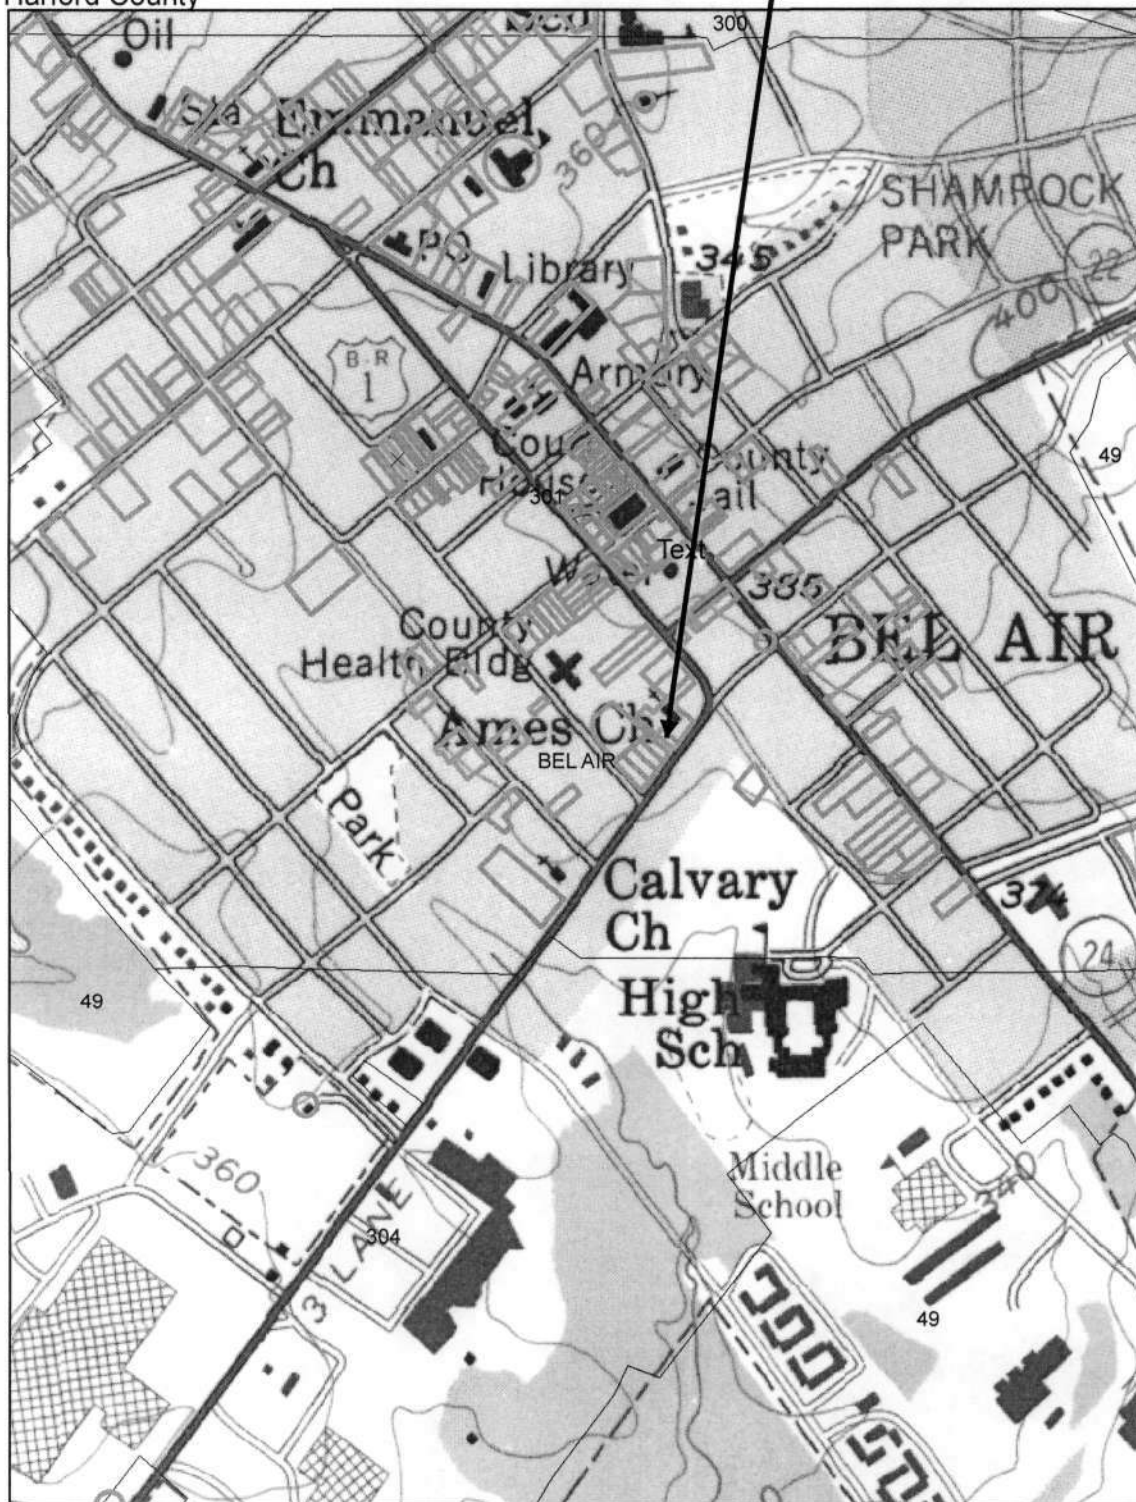 Harford County
300
Oil
Sta
Emmanuel
Ch
360
SHAMROCK
PARK
PO
345
22
Library
400
B-R
1
Armory
49
County
Jail
301
Text
385
County
Health Bldg
BEL AIR
Ames Ch
BEL AIR
Park
Calvary
Ch
374
24
High
Sch
49
Middle
School
360
340
LANE
304
3
49